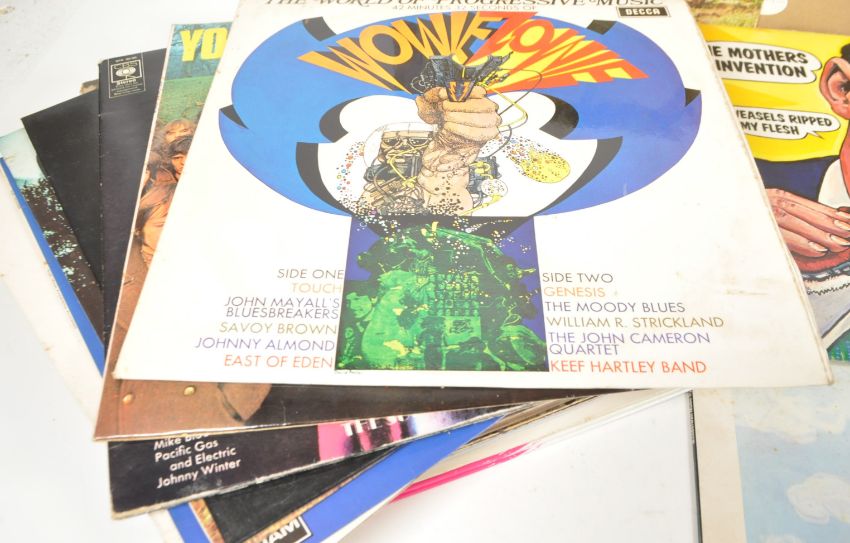 THE WORLD OF PROGRESSIVE MUSIC
42 MINUTES 12 SECONDS OF
DECCA
WOWIE ZOWIE
SIDE ONE
TOUCH
JOHN MAYALL'S
BLUESBREAKERS
SAVOY BROWN
JOHNNY ALMOND
EAST OF EDEN
SIDE TWO
GENESIS
THE MOODY BLUES
WILLIAM R. STRICKLAND
THE JOHN CAMERON
QUARTET
KEEF HARTLEY BAND
YO
CBS
MOTHERS
INVENTION
WEASELS RIPPED
MY FLESH
Mike
Pacific Gas
and Electric
Johnny Winter